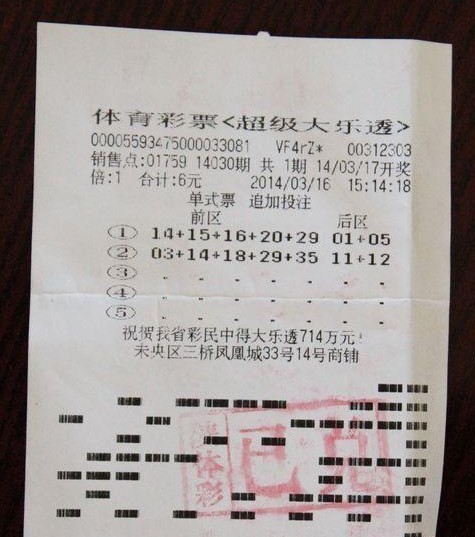 体育彩票<超级大乐透>
00005593475000033081 VF4rZ* 00312303
销售点:01759 14030期 共 1期 14/03/17开奖
倍:1 合计:6元 2014/03/16 15:14:18
单式票 追加投注
前区 后区
① 14+15+16+20+29 01+05
② 03+14+18+29+35 11+12
③ - - - - - - -
④ - - - - - - -
⑤ - - - - - - -
祝贺我省彩民中得大乐透714万元!
未央区三桥凤凰城33号14号商铺
体彩
已兑